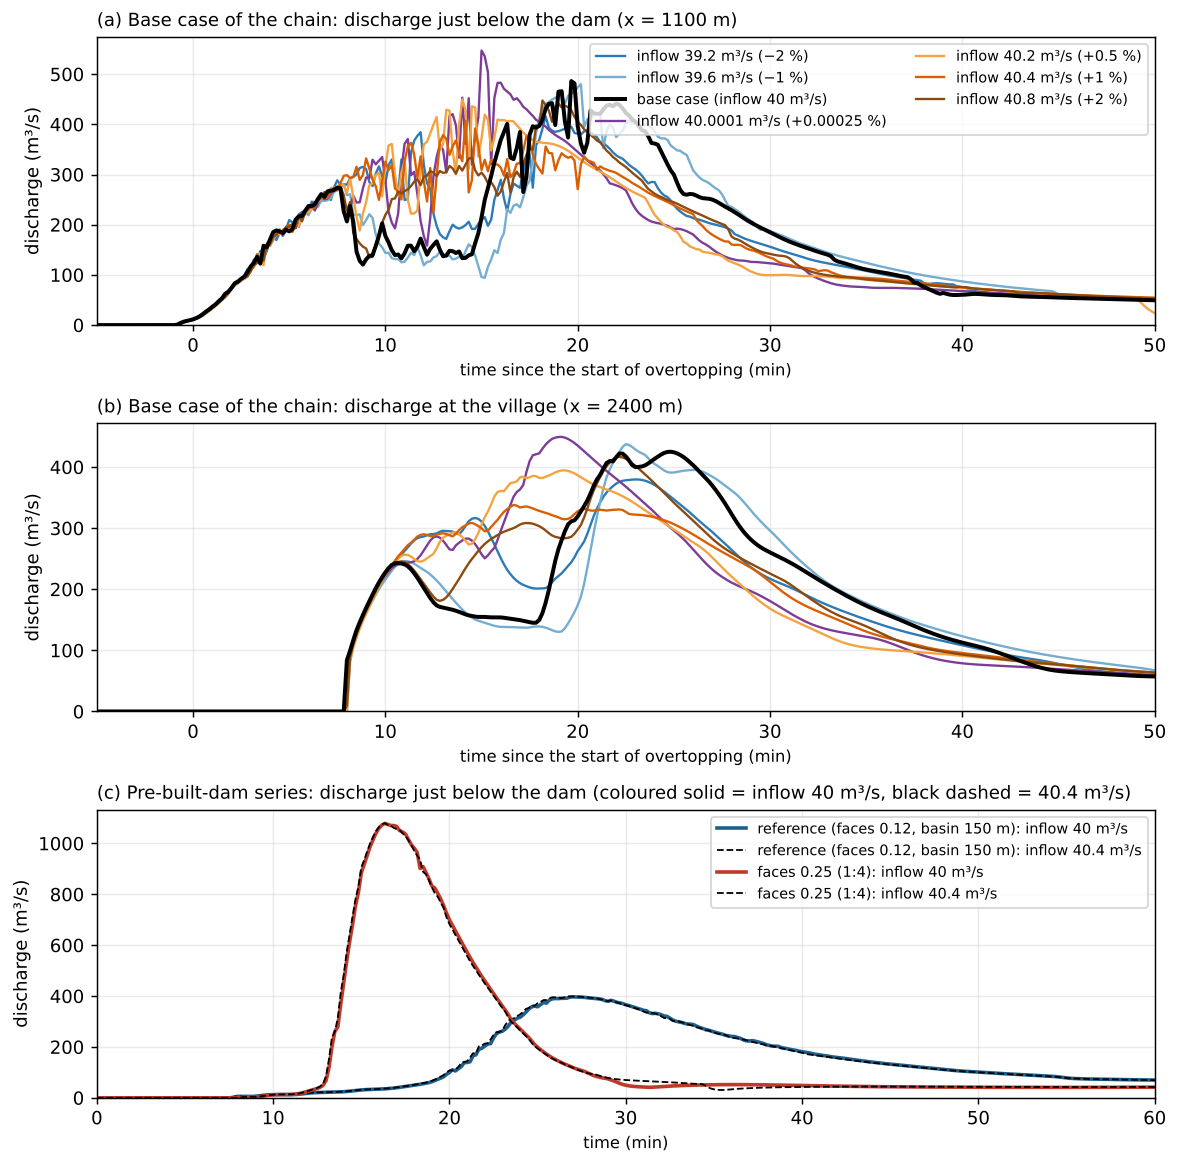 (a) Base case of the chain: discharge just below the dam (x = 1100 m)
inflow 39.2 m³/s (−2 %)
inflow 39.6 m³/s (−1 %)
base case (inflow 40 m³/s)
inflow 40.0001 m³/s (+0.00025 %)
inflow 40.2 m³/s (+0.5 %)
inflow 40.4 m³/s (+1 %)
inflow 40.8 m³/s (+2 %)
discharge (m³/s)
500
400
300
200
100
0
0 10 20 30 40 50
time since the start of overtopping (min)
(b) Base case of the chain: discharge at the village (x = 2400 m)
discharge (m³/s)
400
300
200
100
0
0 10 20 30 40 50
time since the start of overtopping (min)
(c) Pre-built-dam series: discharge just below the dam (coloured solid = inflow 40 m³/s, black dashed = 40.4 m³/s)
reference (faces 0.12, basin 150 m): inflow 40 m³/s
reference (faces 0.12, basin 150 m): inflow 40.4 m³/s
faces 0.25 (1:4): inflow 40 m³/s
faces 0.25 (1:4): inflow 40.4 m³/s
discharge (m³/s)
1000
800
600
400
200
0
0 10 20 30 40 50 60
time (min)